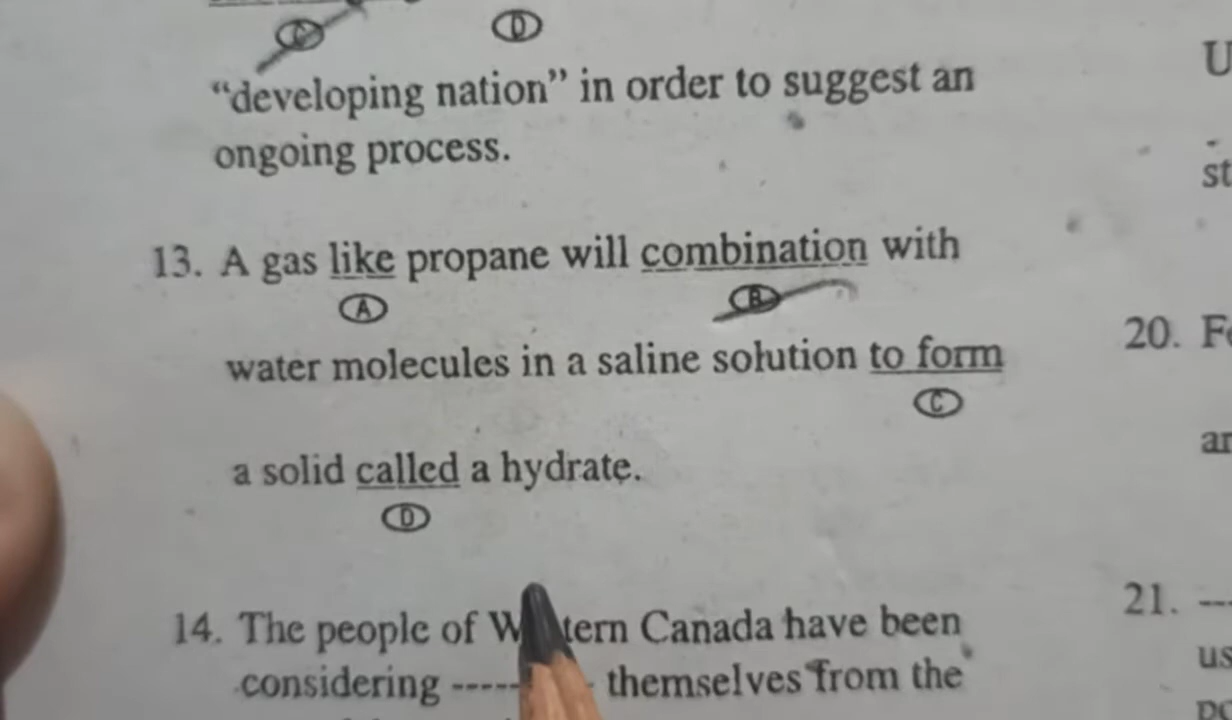 C D
"developing nation" in order to suggest an
ongoing process.
13. A gas like propane will combination with
A B
water molecules in a saline solution to form
C
a solid called a hydrate.
D
14. The people of Canada have been
considering ----- themselves from the
U
st
20.
21.
us